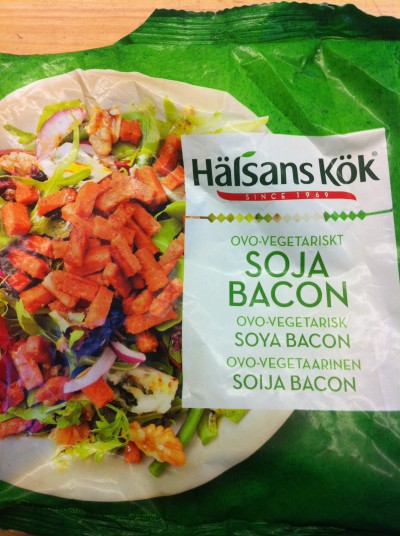 Hälsans Kök®
SINCE 1969
OVO-VEGETARISKT
SOJA
BACON
OVO-VEGETARISK
SOYA BACON
OVO-VEGETAARINEN
SOIJA BACON